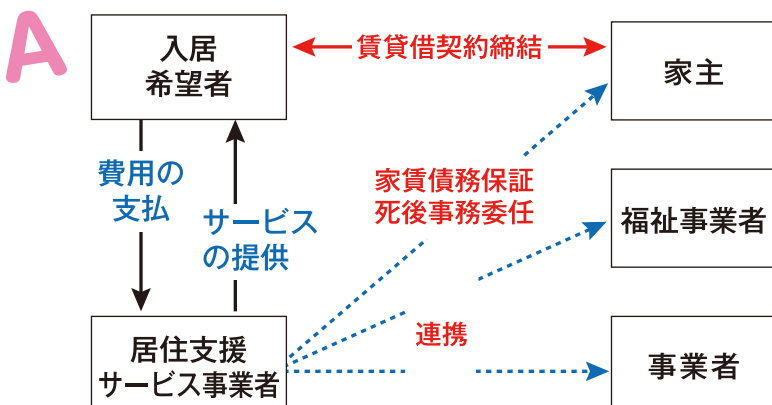 A
入居
希望者
賃貸借契約締結
家主
費用の
支払
サービス
の提供
家賃債務保証
死後事務委任
福祉事業者
連携
居住支援
サービス事業者
事業者